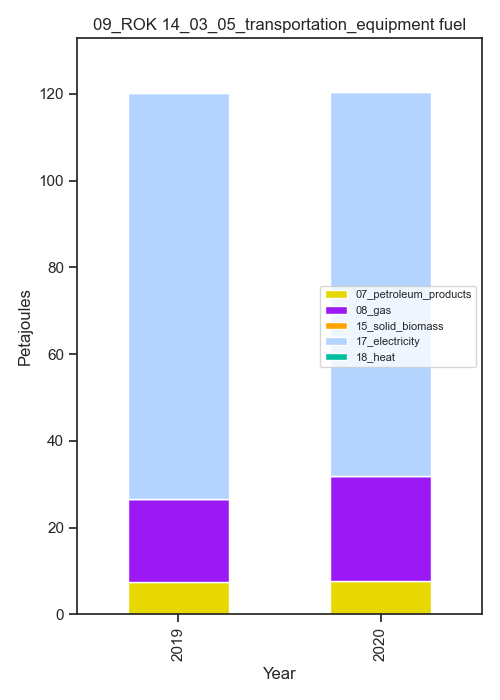 09_ROK 14_03_05_transportation_equipment fuel
Petajoules
120
100
80
60
40
20
0
07_petroleum_products
08_gas
15_solid_biomass
17_electricity
18_heat
2019
2020
Year